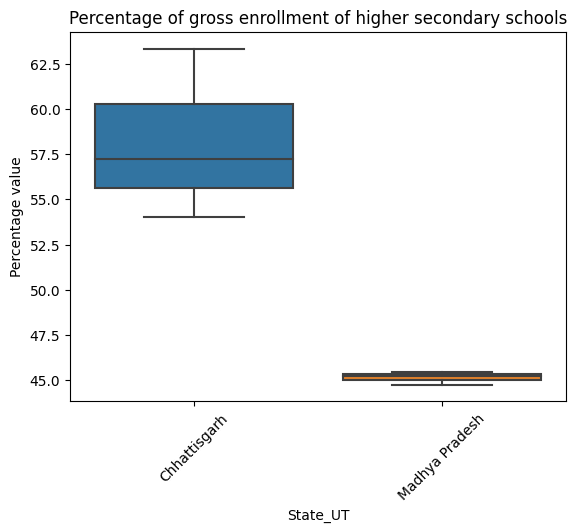 Percentage of gross enrollment of higher secondary schools
Percentage value
62.5
60.0
57.5
55.0
52.5
50.0
47.5
45.0
Chhattisgarh
Madhya Pradesh
State_UT